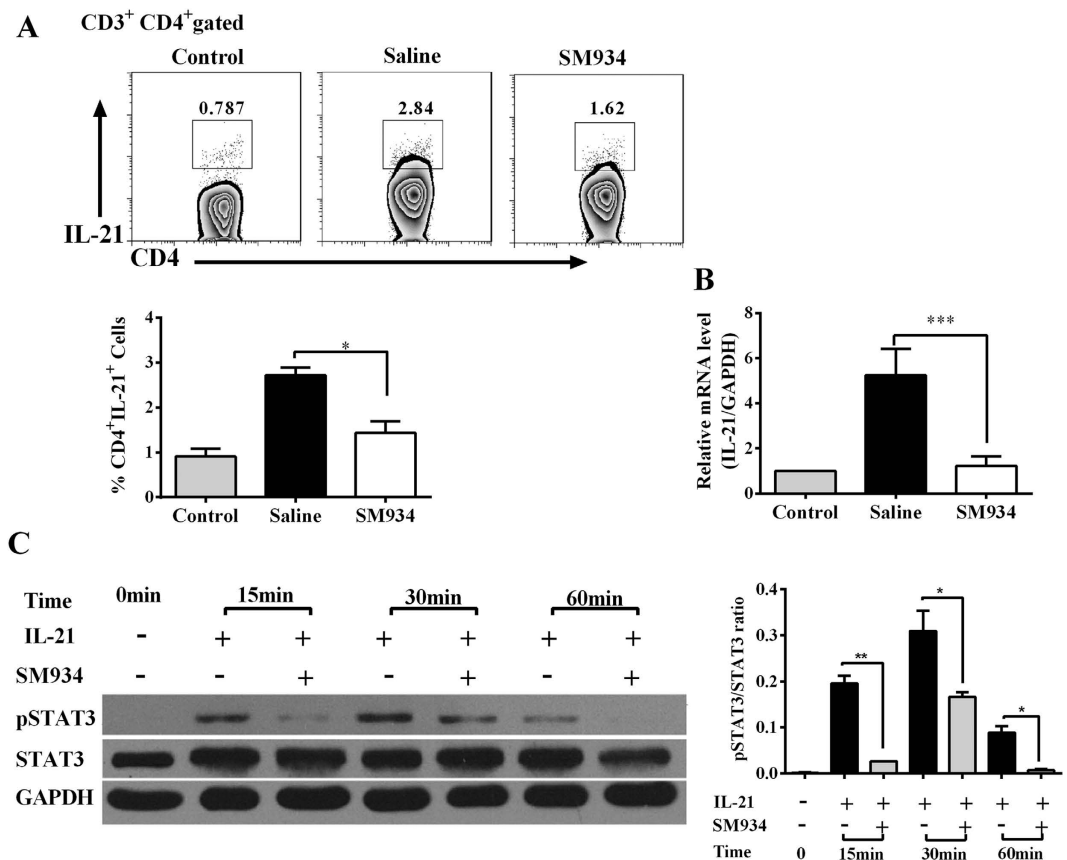 A
CD3+ CD4+gated
Control Saline SM934
0.787 2.84 1.62
IL-21
CD4
% CD4+IL-21+ Cells
4
3
2
1
0
Control Saline SM934
*
B
Relative mRNA level
(IL-21/GAPDH)
8
6
4
2
0
Control Saline SM934
***
C
Time 0min 15min 30min 60min
IL-21 - + + + + + +
SM934 - - + - + - +
pSTAT3
STAT3
GAPDH
pSTAT3/STAT3 ratio
0.4
0.3
0.2
0.1
0.0
** * *
IL-21 - + + + + + +
SM934 - - + - + - +
Time 0 15min 30min 60min